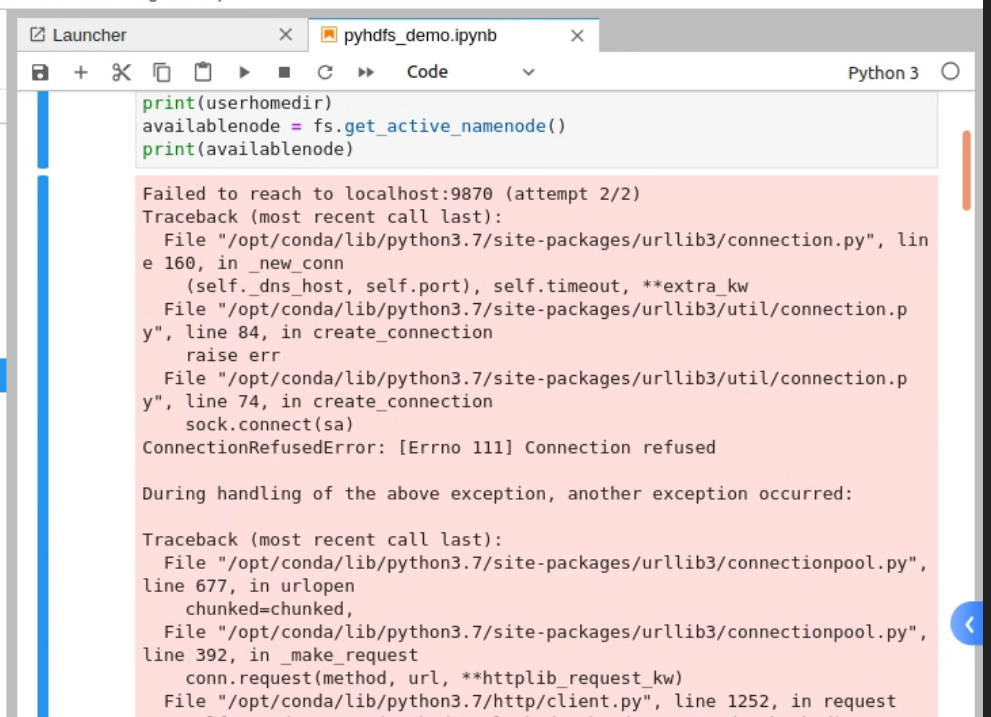 Launcher
pyhdfs_demo.ipynb
Code
Python 3
print(userhomedir)
availablenode = fs.get_active_namenode()
print(availablenode)
Failed to reach to localhost:9870 (attempt 2/2)
Traceback (most recent call last):
  File "/opt/conda/lib/python3.7/site-packages/urllib3/connection.py", lin
e 160, in _new_conn
    (self._dns_host, self.port), self.timeout, **extra_kw
  File "/opt/conda/lib/python3.7/site-packages/urllib3/util/connection.p
y", line 84, in create_connection
    raise err
  File "/opt/conda/lib/python3.7/site-packages/urllib3/util/connection.p
y", line 74, in create_connection
    sock.connect(sa)
ConnectionRefusedError: [Errno 111] Connection refused
During handling of the above exception, another exception occurred:
Traceback (most recent call last):
  File "/opt/conda/lib/python3.7/site-packages/urllib3/connectionpool.py",
line 677, in urlopen
    chunked=chunked,
  File "/opt/conda/lib/python3.7/site-packages/urllib3/connectionpool.py",
line 392, in _make_request
    conn.request(method, url, **httplib_request_kw)
  File "/opt/conda/lib/python3.7/http/client.py", line 1252, in request